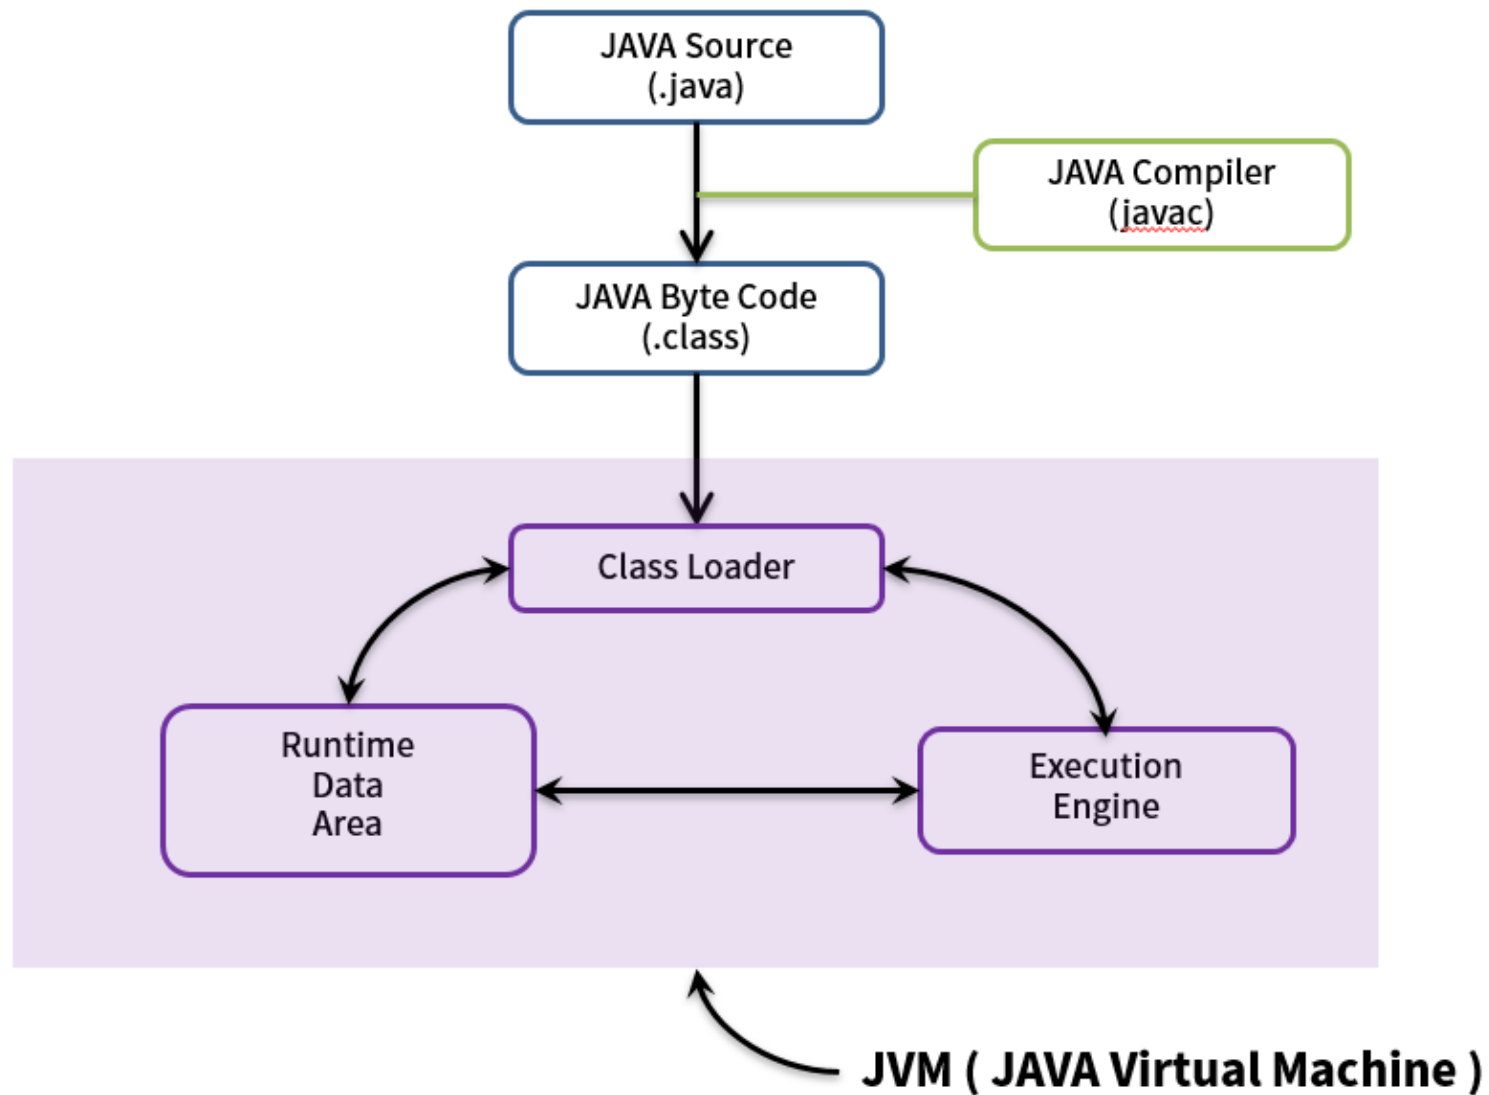 JAVA Source
(.java)
JAVA Compiler
(javac)
JAVA Byte Code
(.class)
Class Loader
Runtime
Data
Area
Execution
Engine
JVM ( JAVA Virtual Machine )